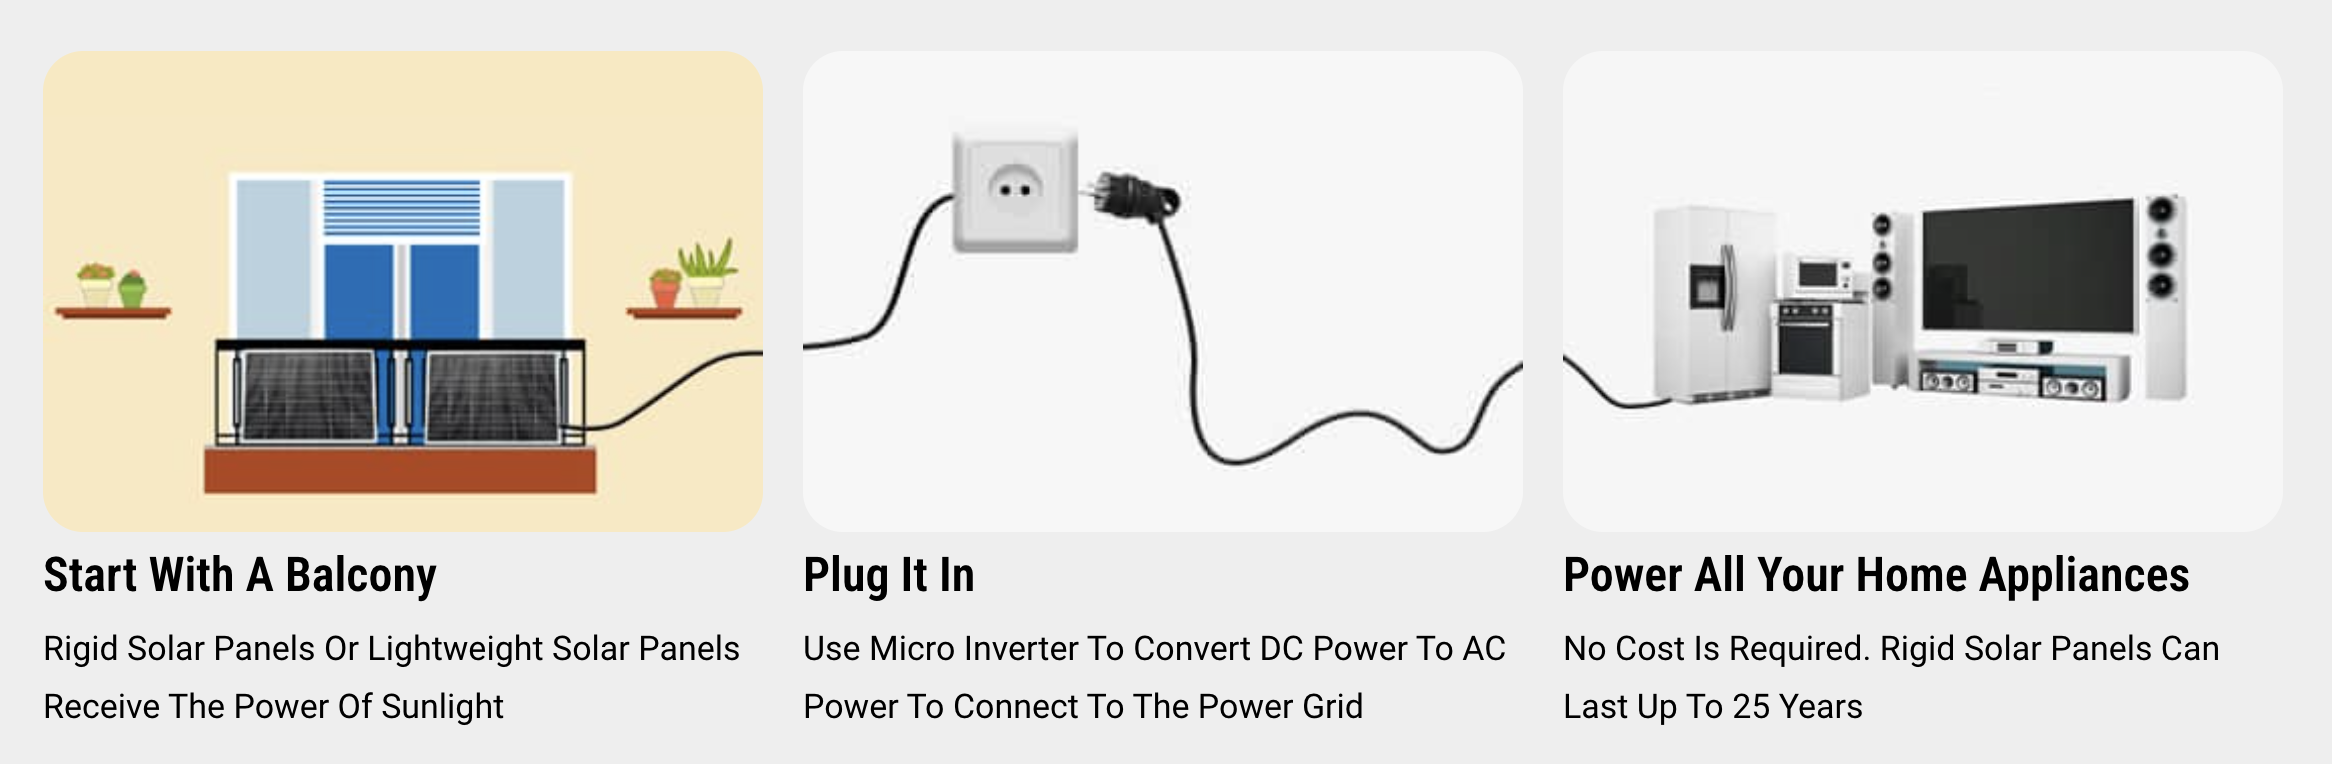 Start With A Balcony
Rigid Solar Panels Or Lightweight Solar Panels
Receive The Power Of Sunlight
Plug It In
Use Micro Inverter To Convert DC Power To AC
Power To Connect To The Power Grid
Power All Your Home Appliances
No Cost Is Required. Rigid Solar Panels Can
Last Up To 25 Years